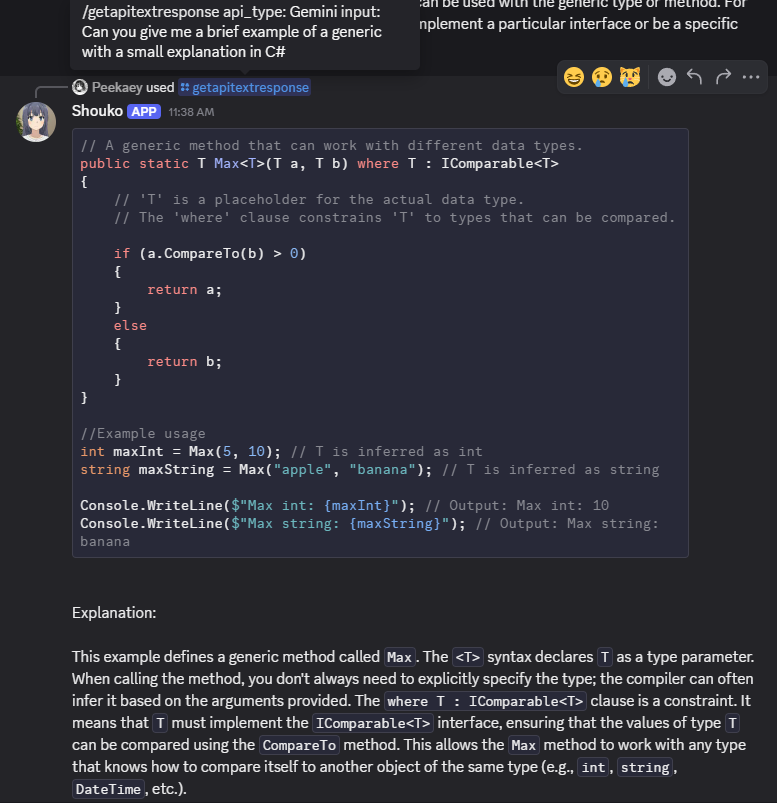 /getapitextresponse api_type: Gemini input:
Can you give me a brief example of a generic
with a small explanation in C#
can be used with the generic type or method. For
mplement a particular interface or be a specific
Peekaey used getapitextresponse
Shouko APP 11:38 AM
// A generic method that can work with different data types.
public static T Max<T>(T a, T b) where T : IComparable<T>
{
    // 'T' is a placeholder for the actual data type.
    // The 'where' clause constrains 'T' to types that can be compared.

    if (a.CompareTo(b) > 0)
    {
        return a;
    }
    else
    {
        return b;
    }
}

//Example usage
int maxInt = Max(5, 10); // T is inferred as int
string maxString = Max("apple", "banana"); // T is inferred as string

Console.WriteLine($"Max int: {maxInt}"); // Output: Max int: 10
Console.WriteLine($"Max string: {maxString}"); // Output: Max string:
banana
Explanation:
This example defines a generic method called Max. The <T> syntax declares T as a type parameter.
When calling the method, you don't always need to explicitly specify the type; the compiler can often
infer it based on the arguments provided. The where T : IComparable<T> clause is a constraint. It
means that T must implement the IComparable<T> interface, ensuring that the values of type T
can be compared using the CompareTo method. This allows the Max method to work with any type
that knows how to compare itself to another object of the same type (e.g., int, string,
DateTime, etc.).